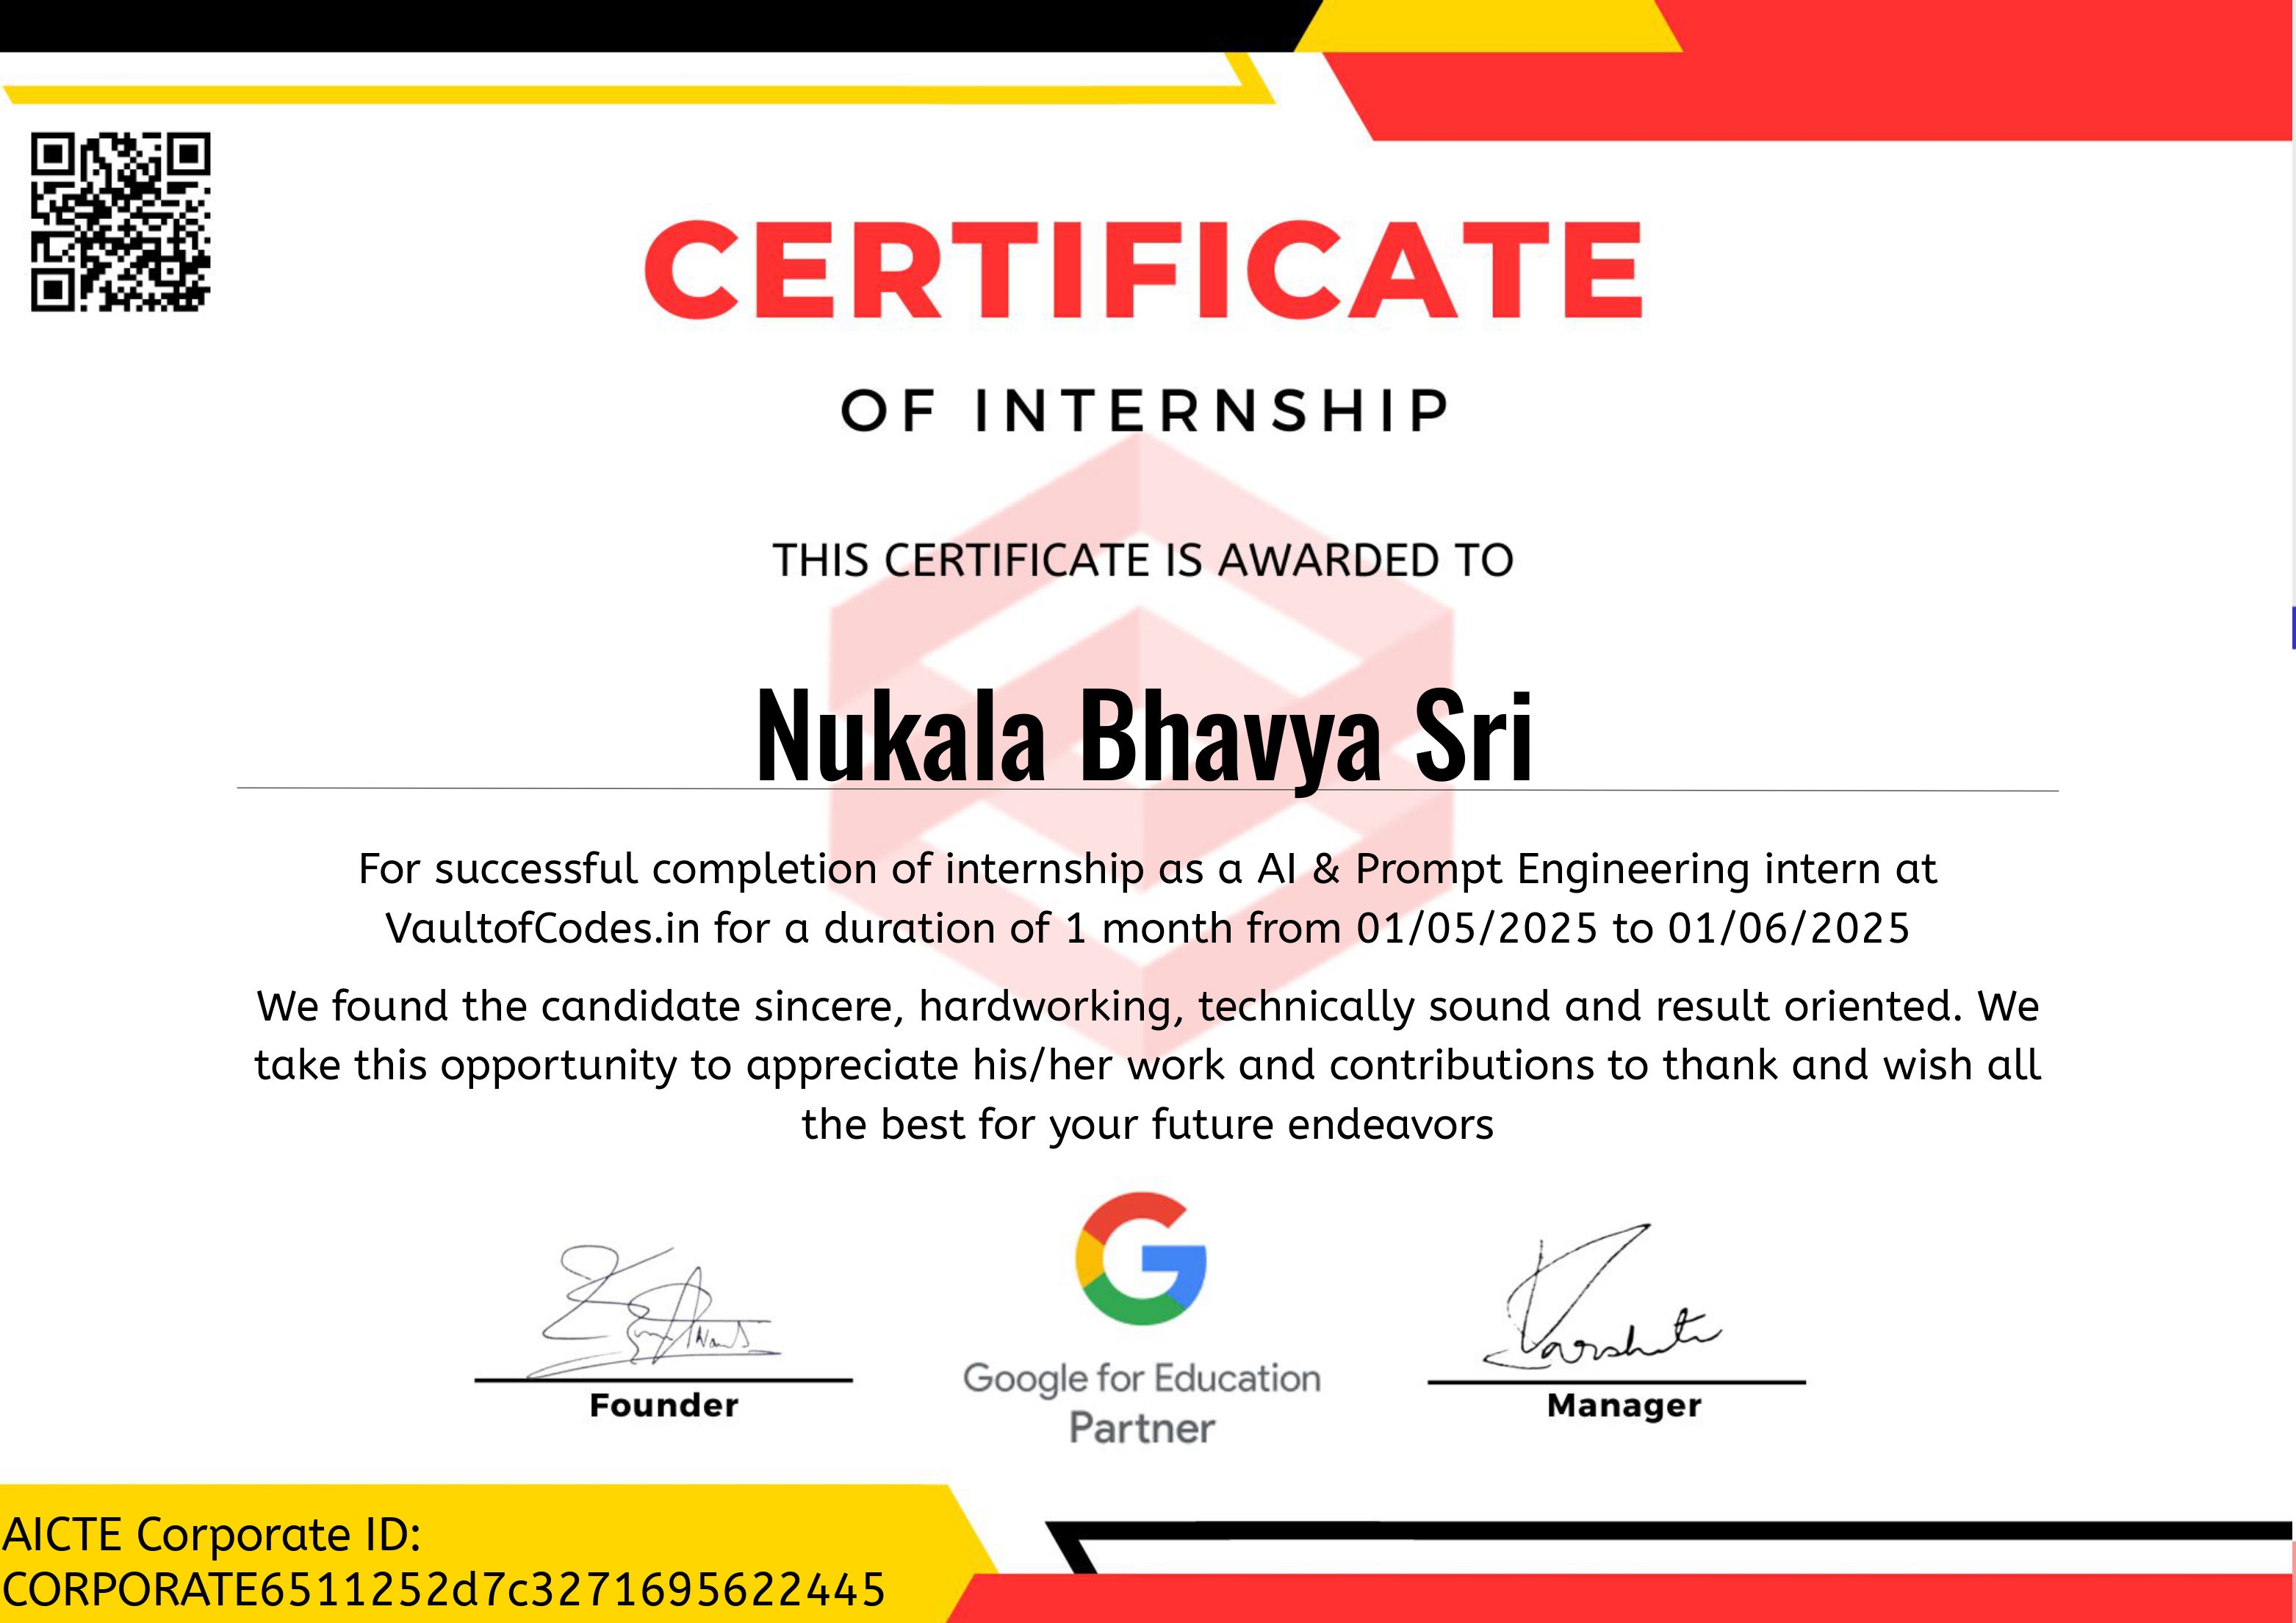 CERTIFICATE
OF INTERNSHIP
THIS CERTIFICATE IS AWARDED TO
Nukala Bhavya Sri
For successful completion of internship as a AI & Prompt Engineering intern at
VaultofCodes.in for a duration of 1 month from 01/05/2025 to 01/06/2025
We found the candidate sincere, hardworking, technically sound and result oriented. We
take this opportunity to appreciate his/her work and contributions to thank and wish all
the best for your future endeavors
Google for Education
Partner
Founder
Manager
AICTE Corporate ID:
CORPORATE6511252d7c3271695622445